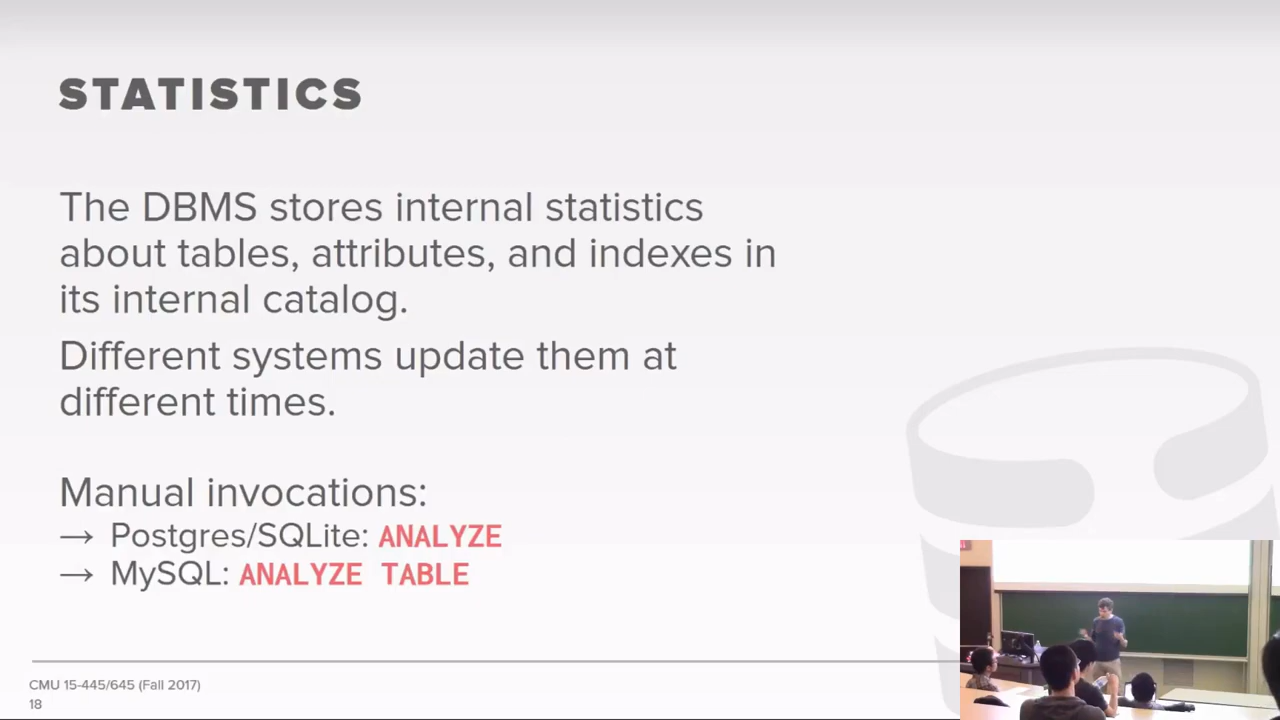 STATISTICS
The DBMS stores internal statistics
about tables, attributes, and indexes in
its internal catalog.
Different systems update them at
different times.
Manual invocations:
→ Postgres/SQLite: ANALYZE
→ MySQL: ANALYZE TABLE
CMU 15-445/645 (Fall 2017)
18